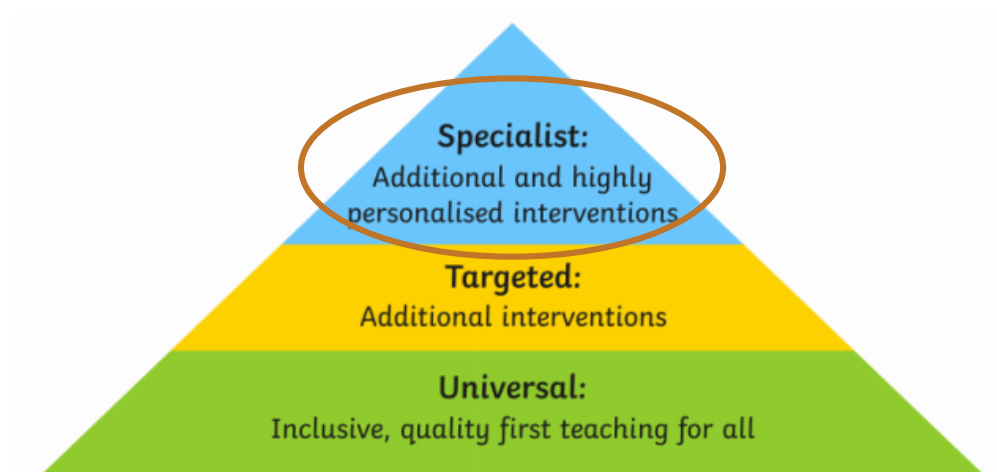 Specialist:
Additional and highly
personalised interventions
Targeted:
Additional interventions
Universal:
Inclusive, quality first teaching for all